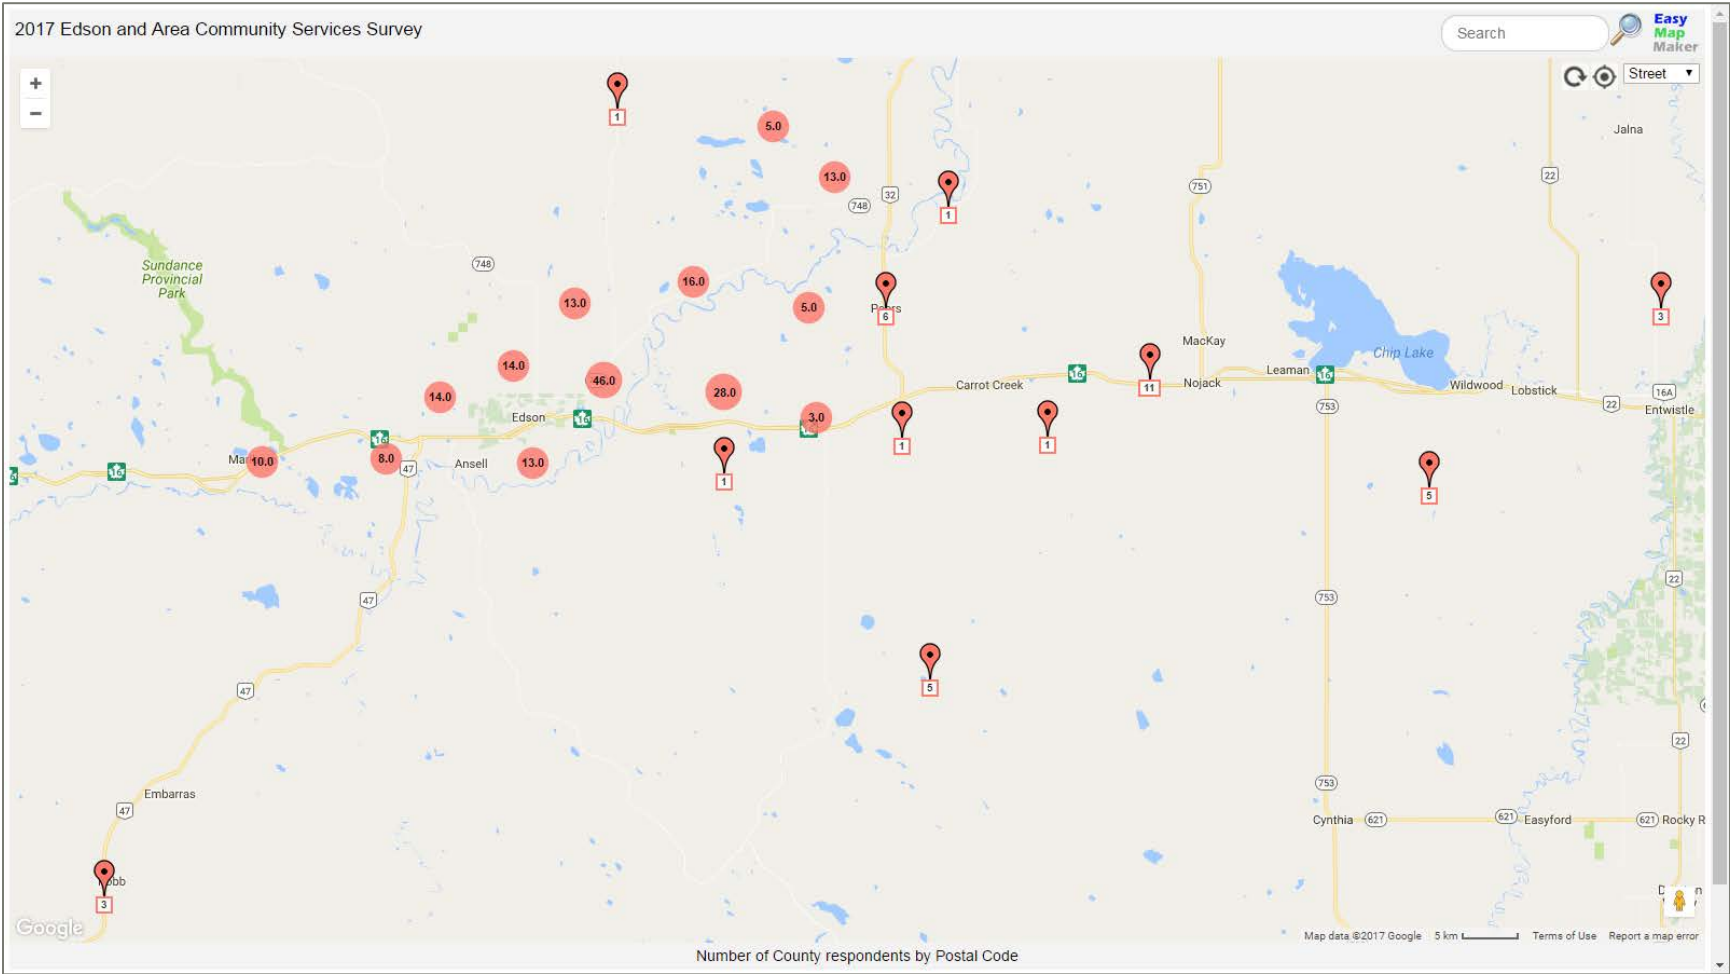 2017 Edson and Area Community Services Survey
Search
Easy
Map
Maker
+
−
Street
1
5.0
Jalna
13.0
751
22
32
1
748
Sundance
Provincial
Park
748
16.0
13.0
5.0
6
3
MacKay
Chip Lake
14.0
46.0
28.0
Carrot Creek
16
11
Nojack
Leaman
16
Wildwood
Lobstick
16A
14.0
Edson
16
3.0
1
1
753
22
Entwistle
16
10.0
8.0
47
Ansell
13.0
16
1
5
47
753
22
5
47
22
753
Embarras
47
Cynthia
621
621
Easyford
621
Rocky R
3
Google
Map data ©2017 Google
5 km
Terms of Use
Report a map error
Number of County respondents by Postal Code